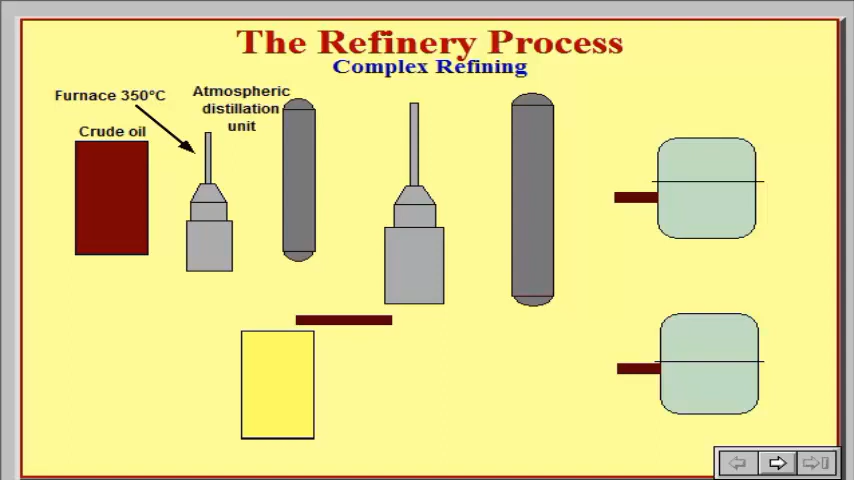 The Refinery Process
Complex Refining
Furnace 350°C
Atmospheric
distillation
unit
Crude oil